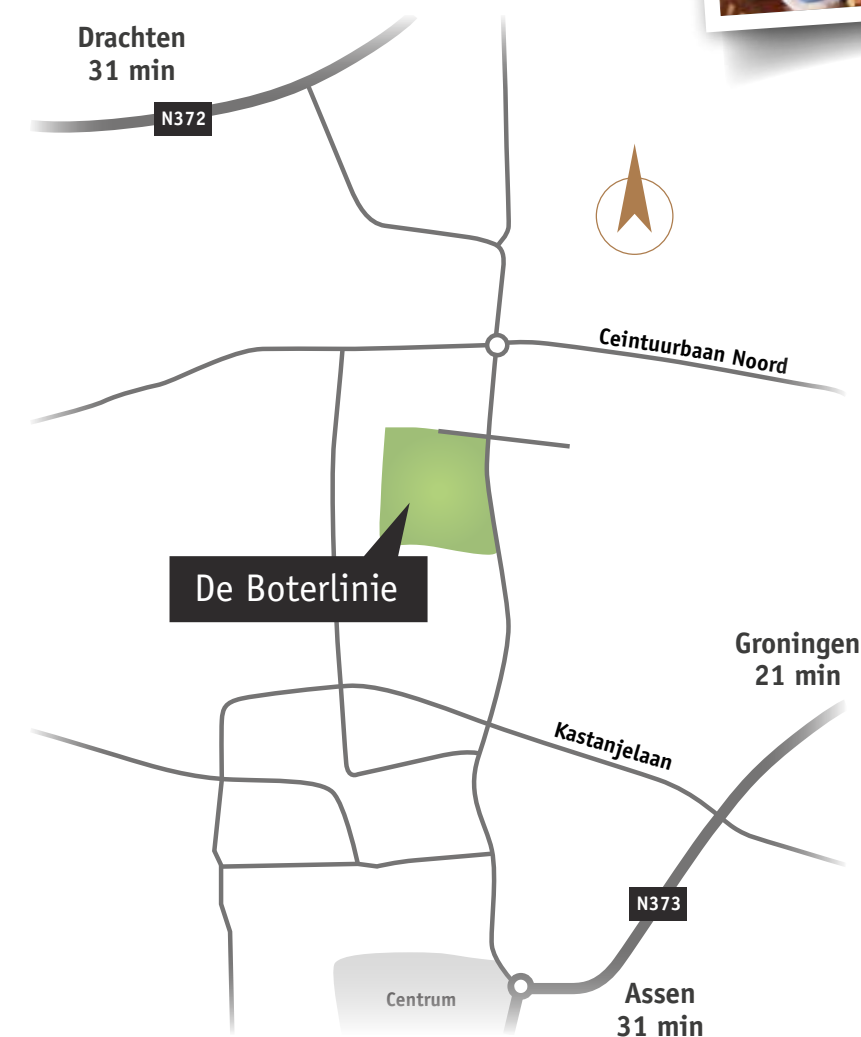 Drachten
31 min
N372
Ceintuurbaan Noord
De Boterlinie
Groningen
21 min
Kastanjelaan
N373
Centrum
Assen
31 min